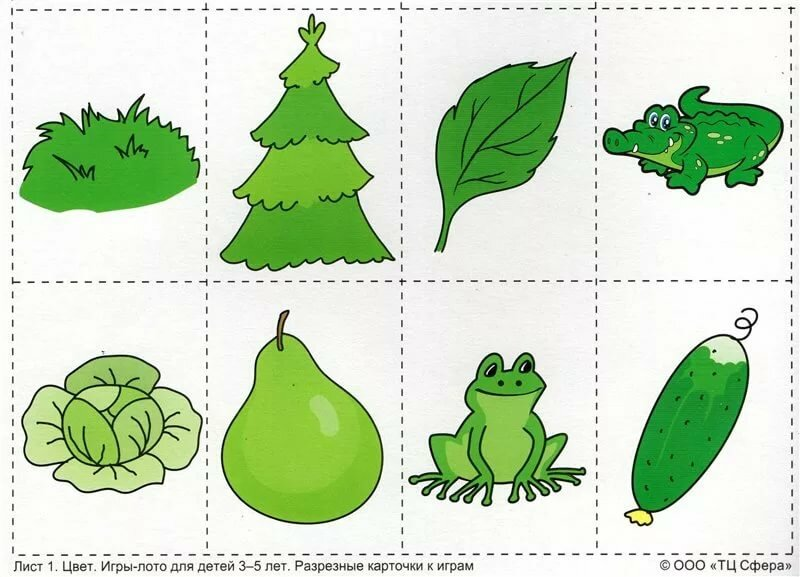 Лист 1. Цвет. Игры-лото для детей 3–5 лет. Разрезные карточки к играм
© ООО «ТЦ Сфера»